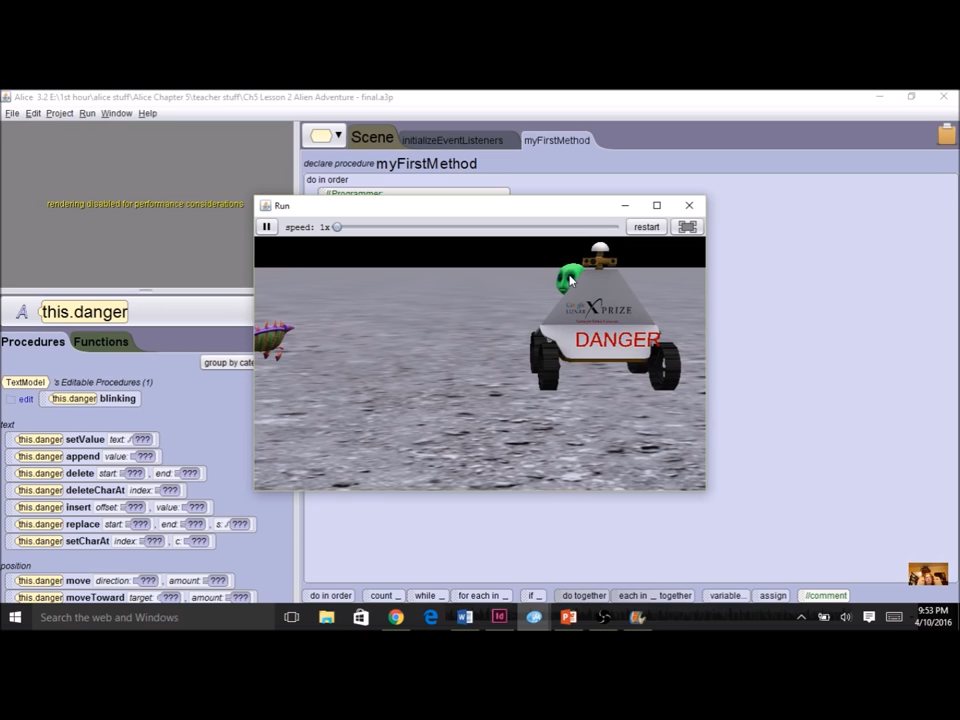 Alice 3.2 E:\1st hour\alice stuff\Alice Chapter 5\teacher stuff\Ch5 Lesson 2 Alien Adventure - final.a3p
File Edit Project Run Window Help
Scene initializeEventListeners myFirstMethod
declare procedure myFirstMethod
do in order
//Programmer:
rendering disabled for performance considerations
Run
speed: 1x restart
Google
LUNAR XPRIZE
DANGER
this.danger
Procedures Functions
group by cate
TextModel 's Editable Procedures (1)
edit this.danger blinking
text
this.danger setValue text: ???
this.danger append value: ???
this.danger delete start: ??? , end: ???
this.danger deleteCharAt index: ???
this.danger insert offset: ??? , value: ???
this.danger replace start: ??? , end: ??? , s: ???
this.danger setCharAt index: ??? , c: ???
position
this.danger move direction: ??? , amount: ???
this.danger moveToward target: ??? , amount: ???
do in order count _ while _ for each in _ if _ do together each in _ together variable... assign //comment
Search the web and Windows
9:53 PM
4/10/2016